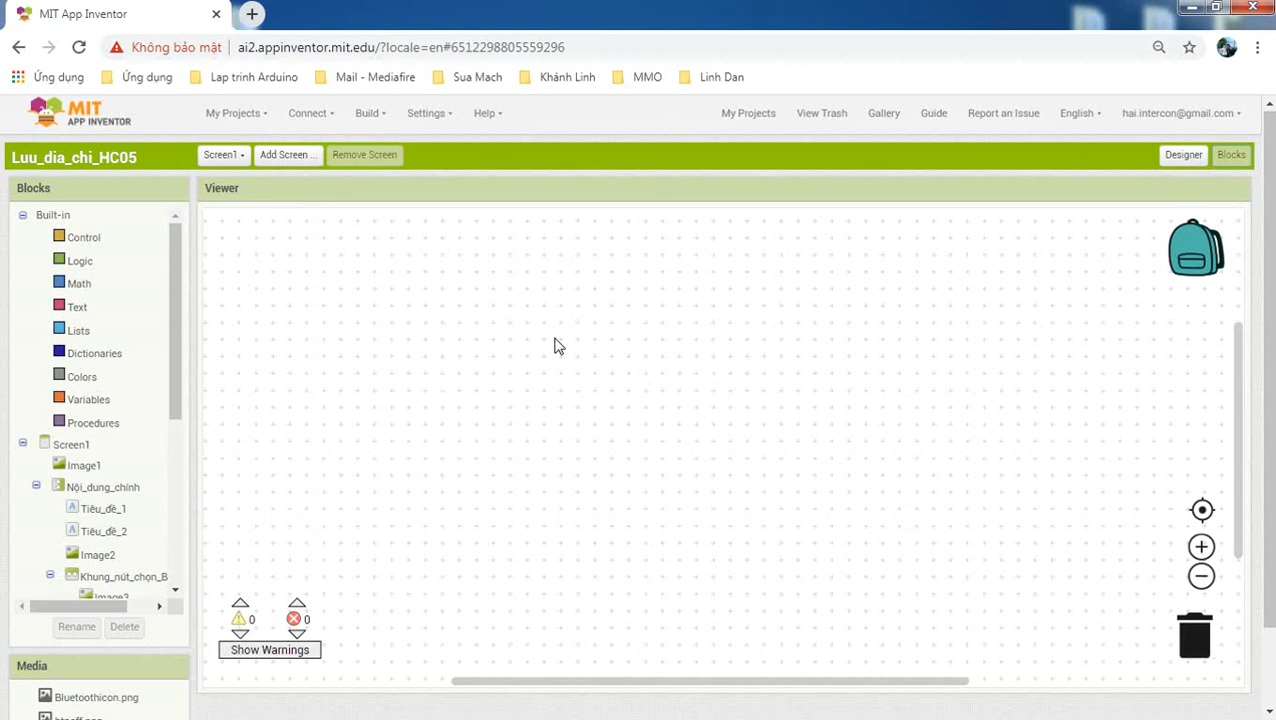 MIT App Inventor
Không bảo mật
ai2.appinventor.mit.edu/?locale=en#6512298805559296
Ứng dụng Ứng dụng Lap trinh Arduino Mail - Mediafire Sua Mach Khánh Linh MMO Linh Dan
MIT
APP INVENTOR
My Projects Connect Build Settings Help My Projects View Trash Gallery Guide Report an Issue English hai.intercon@gmail.com
Luu_dia_chi_HC05 Screen1 Add Screen ... Remove Screen Designer Blocks
Blocks Viewer
Built-in
Control
Logic
Math
Text
Lists
Dictionaries
Colors
Variables
Procedures
Screen1
Image1
Nội_dung_chính
Tiêu_đề_1
Tiêu_đề_2
Image2
Khung_nút_chọn_B
Image3
0 0
Rename Delete
Show Warnings
Media
Bluetoothicon.png